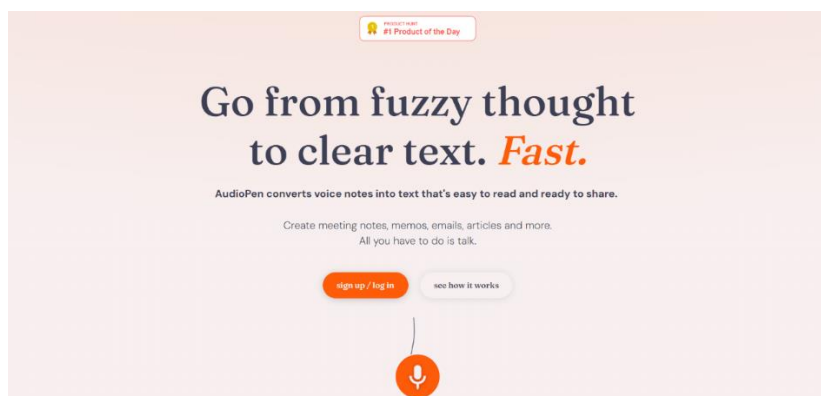 PRODUCT HUNT
#1 Product of the Day
Go from fuzzy thought
to clear text. Fast.
AudioPen converts voice notes into text that's easy to read and ready to share.
Create meeting notes, memos, emails, articles and more.
All you have to do is talk.
sign up / log in
see how it works